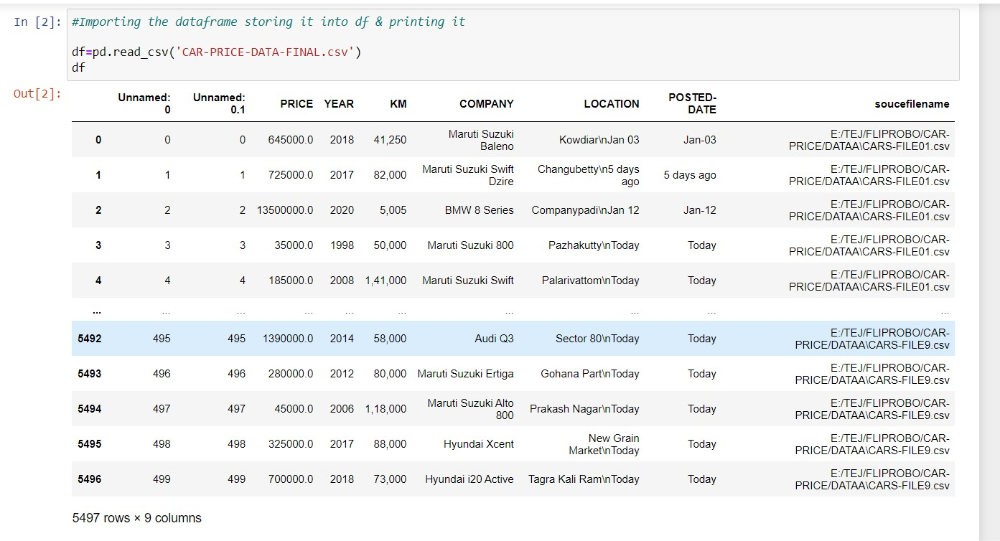 In [2]: #Importing the dataframe storing it into df & printing it
df=pd.read_csv('CAR-PRICE-DATA-FINAL.csv')
df
Out[2]:
Unnamed: 0 Unnamed: 0.1 PRICE YEAR KM COMPANY LOCATION POSTED-DATE soucefilename
0 0 0 645000.0 2018 41,250 Maruti Suzuki Baleno Kowdiar\nJan 03 Jan-03 E:/TEJ/FLIPROBO/CAR-PRICE/DATAA\CARS-FILE01.csv
1 1 1 725000.0 2017 82,000 Maruti Suzuki Swift Dzire Changubetty\n5 days ago 5 days ago E:/TEJ/FLIPROBO/CAR-PRICE/DATAA\CARS-FILE01.csv
2 2 2 13500000.0 2020 5,005 BMW 8 Series Companypadi\nJan 12 Jan-12 E:/TEJ/FLIPROBO/CAR-PRICE/DATAA\CARS-FILE01.csv
3 3 3 35000.0 1998 50,000 Maruti Suzuki 800 Pazhakutty\nToday Today E:/TEJ/FLIPROBO/CAR-PRICE/DATAA\CARS-FILE01.csv
4 4 4 185000.0 2008 1,41,000 Maruti Suzuki Swift Palarivattom\nToday Today E:/TEJ/FLIPROBO/CAR-PRICE/DATAA\CARS-FILE01.csv
... ... ... ... ... ... ... ... ... ...
5492 495 495 1390000.0 2014 58,000 Audi Q3 Sector 80\nToday Today E:/TEJ/FLIPROBO/CAR-PRICE/DATAA\CARS-FILE9.csv
5493 496 496 280000.0 2012 80,000 Maruti Suzuki Ertiga Gohana Part\nToday Today E:/TEJ/FLIPROBO/CAR-PRICE/DATAA\CARS-FILE9.csv
5494 497 497 45000.0 2006 1,18,000 Maruti Suzuki Alto 800 Prakash Nagar\nToday Today E:/TEJ/FLIPROBO/CAR-PRICE/DATAA\CARS-FILE9.csv
5495 498 498 325000.0 2017 88,000 Hyundai Xcent New Grain Market\nToday Today E:/TEJ/FLIPROBO/CAR-PRICE/DATAA\CARS-FILE9.csv
5496 499 499 700000.0 2018 73,000 Hyundai i20 Active Tagra Kali Ram\nToday Today E:/TEJ/FLIPROBO/CAR-PRICE/DATAA\CARS-FILE9.csv
5497 rows × 9 columns